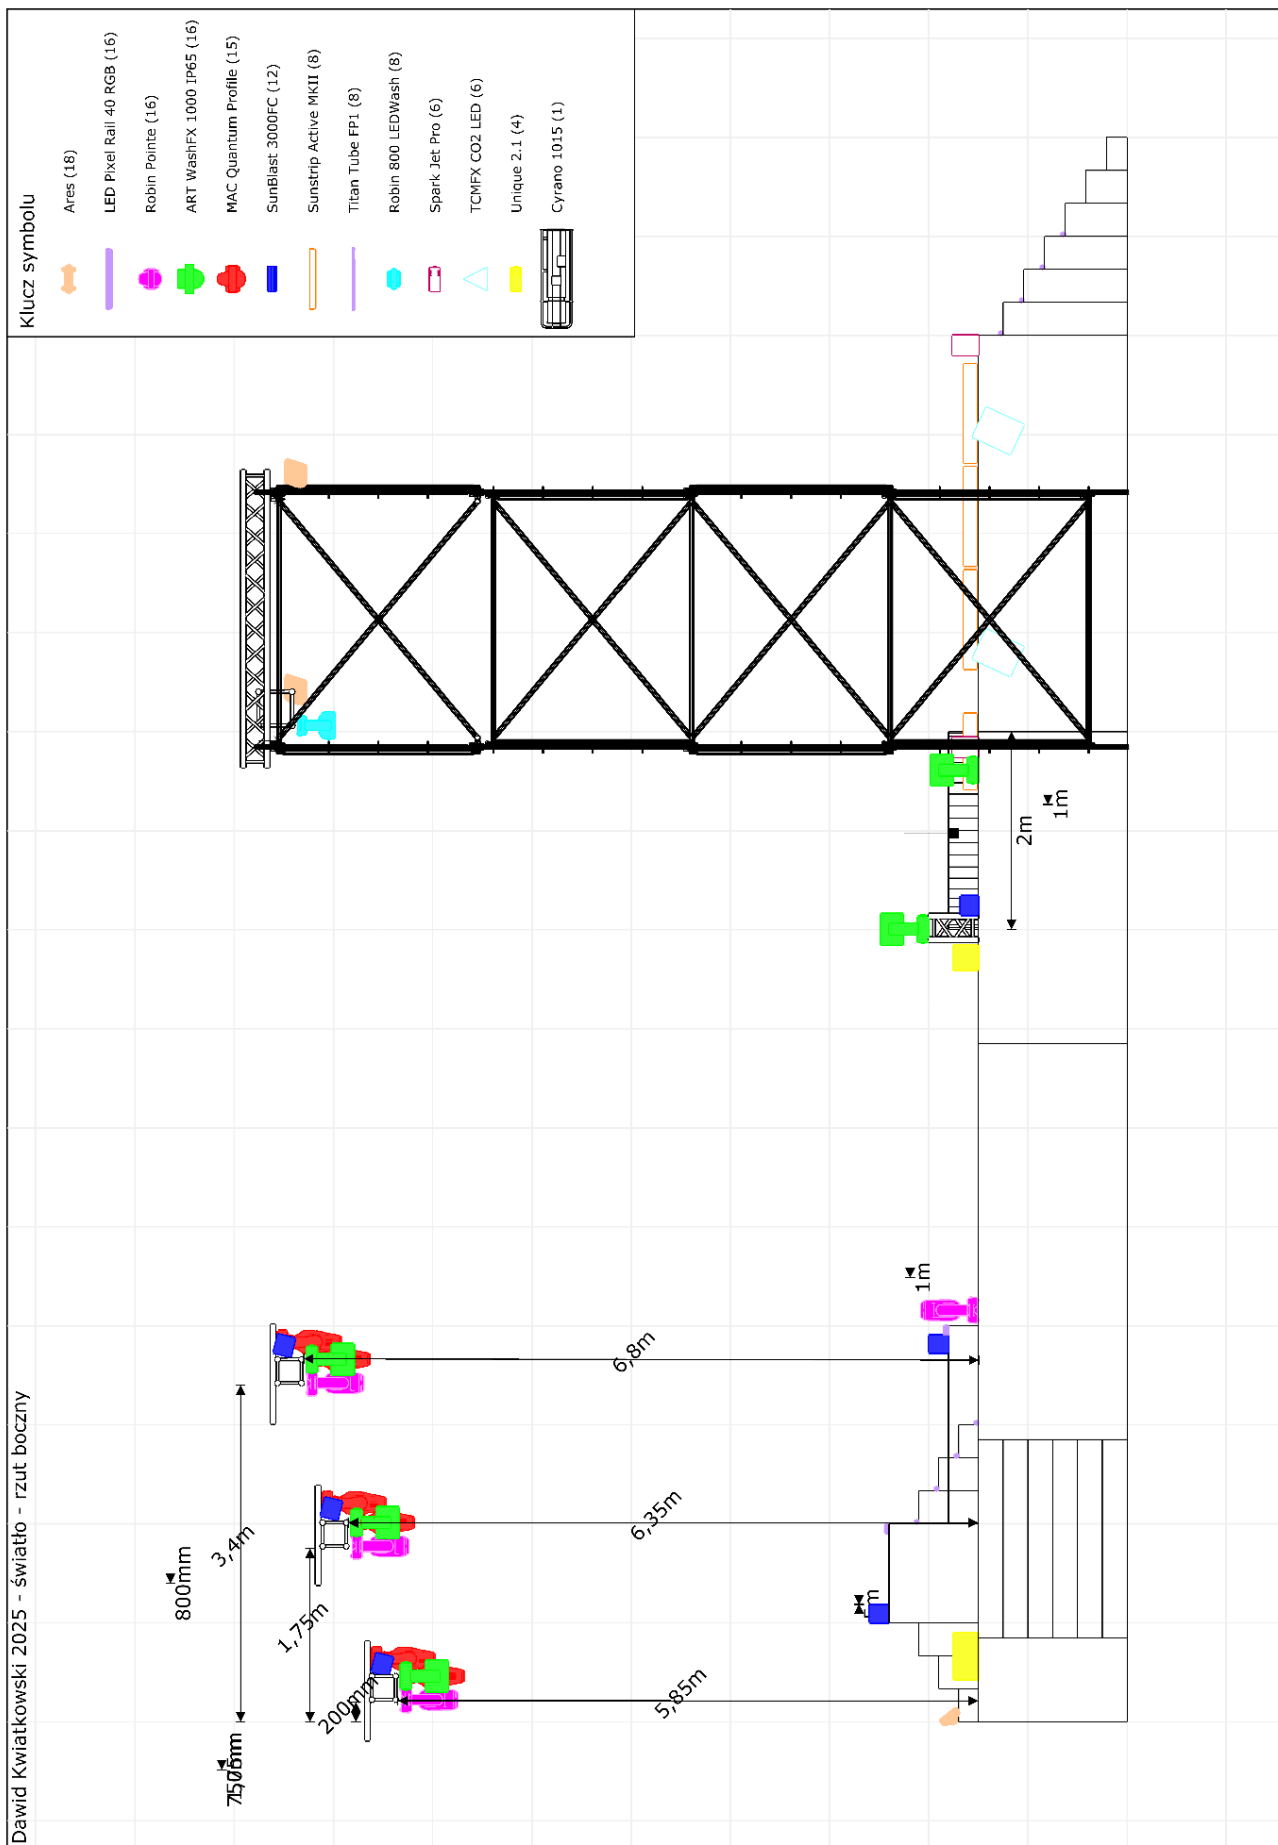 Dawid Kwiatkowski 2025 - światło - rzut boczny
Klucz symbolu
Ares (18)
LED Pixel Rail 40 RGB (16)
Robin Pointe (16)
ART WashFX 1000 IP65 (16)
MAC Quantum Profile (15)
SunBlast 3000FC (12)
Sunstrip Active MKII (8)
Titan Tube FP1 (8)
Robin 800 LEDWash (8)
Spark Jet Pro (6)
TCMFX CO2 LED (6)
Unique 2.1 (4)
Cyrano 1015 (1)
800mm
3,4m
1,75m
200mm
5,85m
6,35m
6,8m
1m
2m
1m